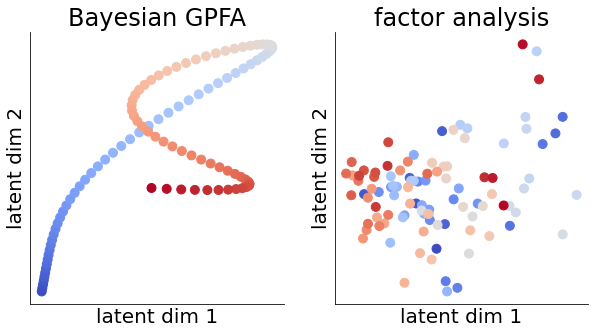 Bayesian GPFA
factor analysis
latent dim 2
latent dim 2
latent dim 1
latent dim 1